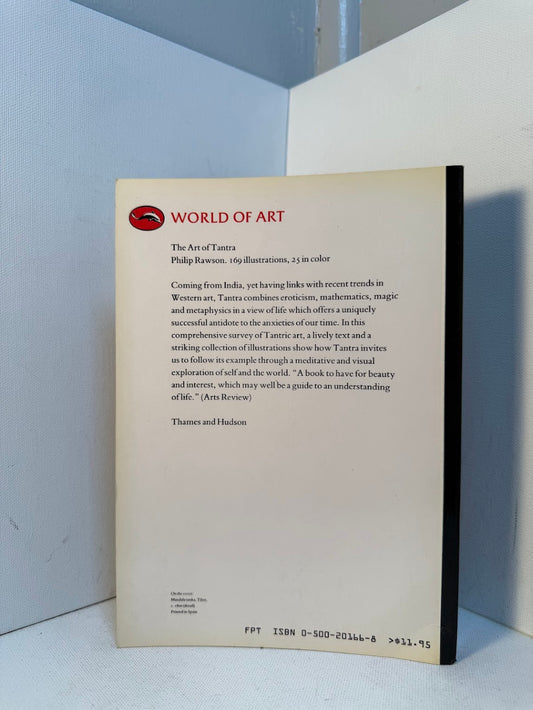 WORLD OF ART
The Art of Tantra
Philip Rawson. 169 illustrations, 25 in color
Coming from India, yet having links with recent trends in
Western art, Tantra combines eroticism, mathematics, magic
and metaphysics in a view of life which offers a uniquely
successful antidote to the anxieties of our time. In this
comprehensive survey of Tantric art, a lively text and a
striking collection of illustrations show how Tantra invites
us to follow its example through a meditative and visual
exploration of self and the world. “A book to have for beauty
and interest, which may well be a guide to an understanding
of life.” (Arts Review)
Thames and Hudson
On the cover:
Tibet,
Printed in Spain
FPT ISBN 0-500-20166-8 >$11.95